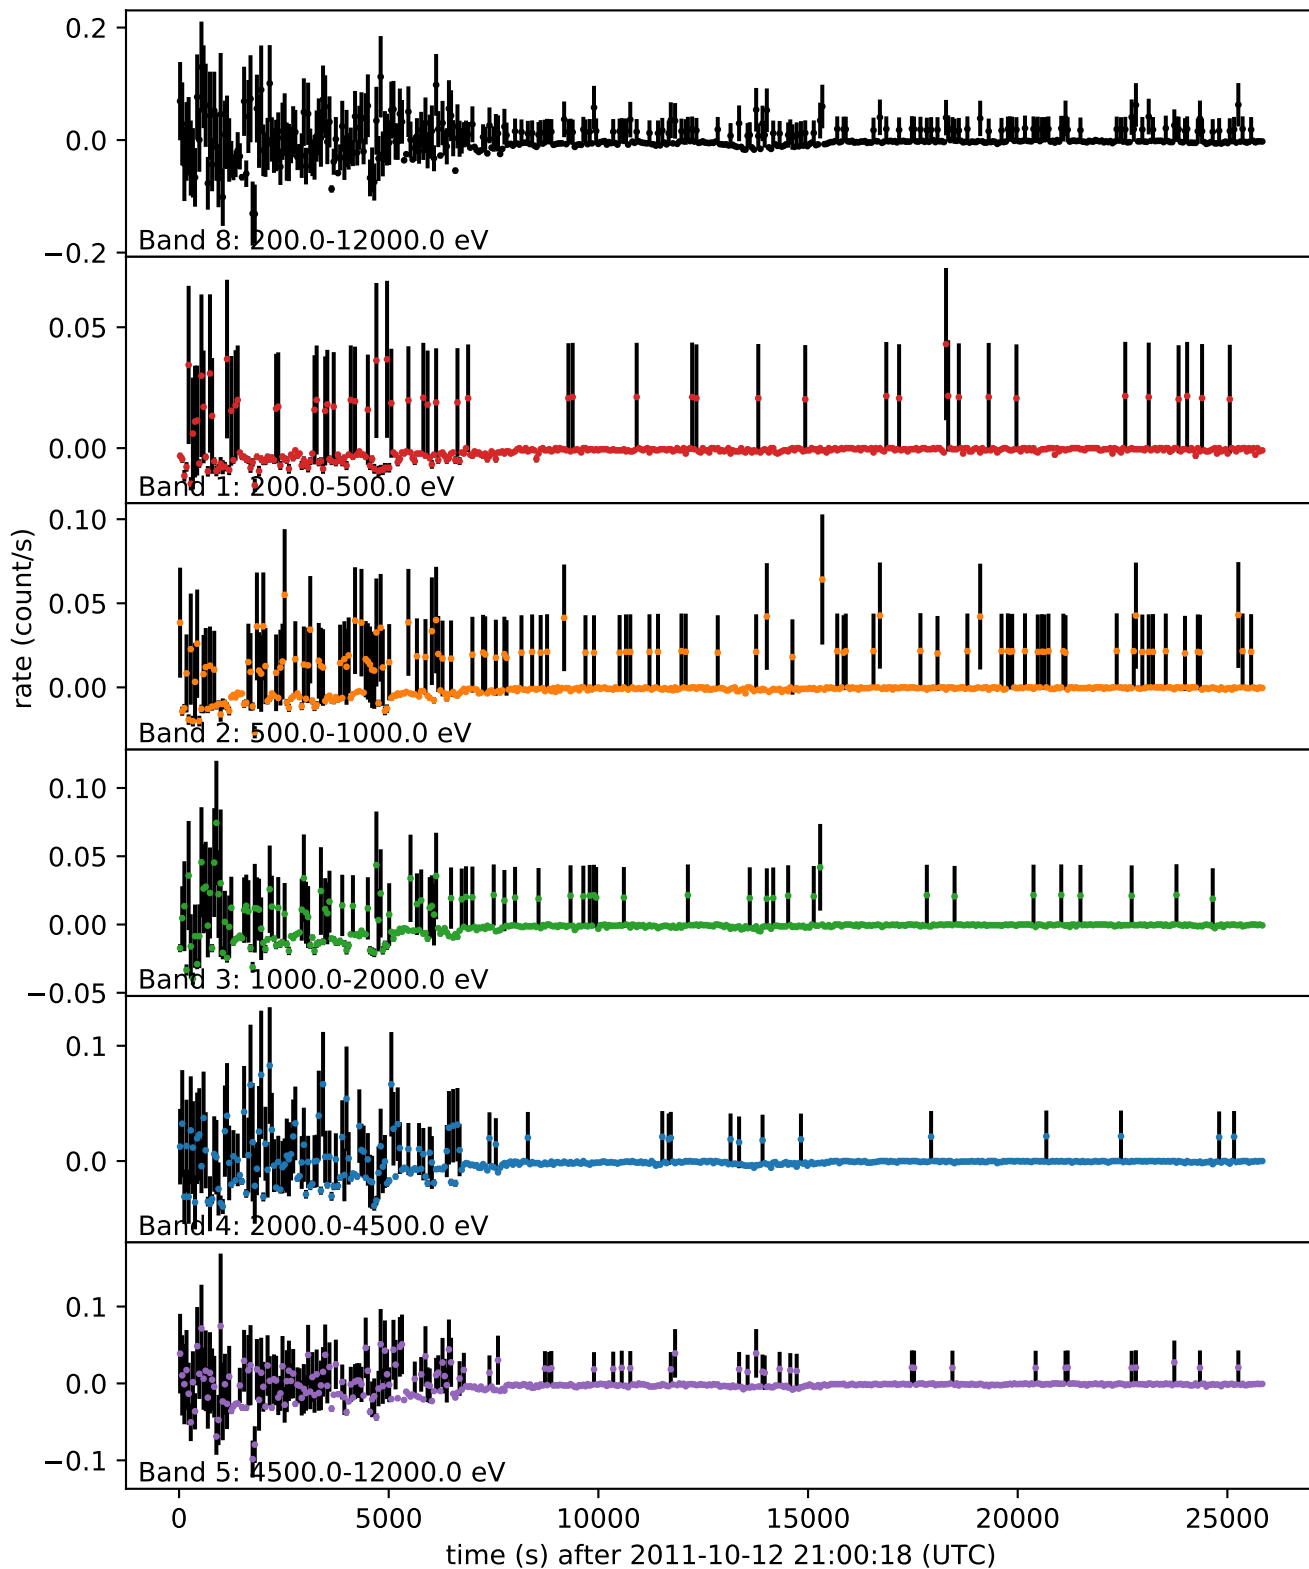 0.2
0.0
−0.2
Band 8: 200.0-12000.0 eV
0.05
0.00
Band 1: 200.0-500.0 eV
0.10
0.05
0.00
Band 2: 500.0-1000.0 eV
rate (count/s)
0.10
0.05
0.00
−0.05
Band 3: 1000.0-2000.0 eV
0.1
0.0
Band 4: 2000.0-4500.0 eV
0.1
0.0
−0.1
Band 5: 4500.0-12000.0 eV
0 5000 10000 15000 20000 25000
time (s) after 2011-10-12 21:00:18 (UTC)